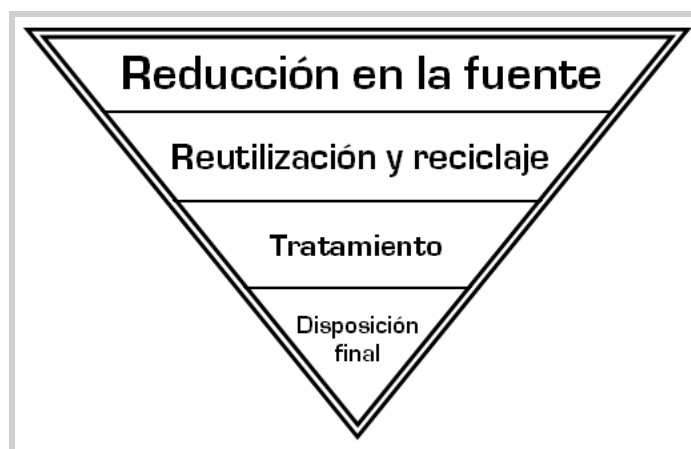 Reducción en la fuente
Reutilización y reciclaje
Tratamiento
Disposición
final